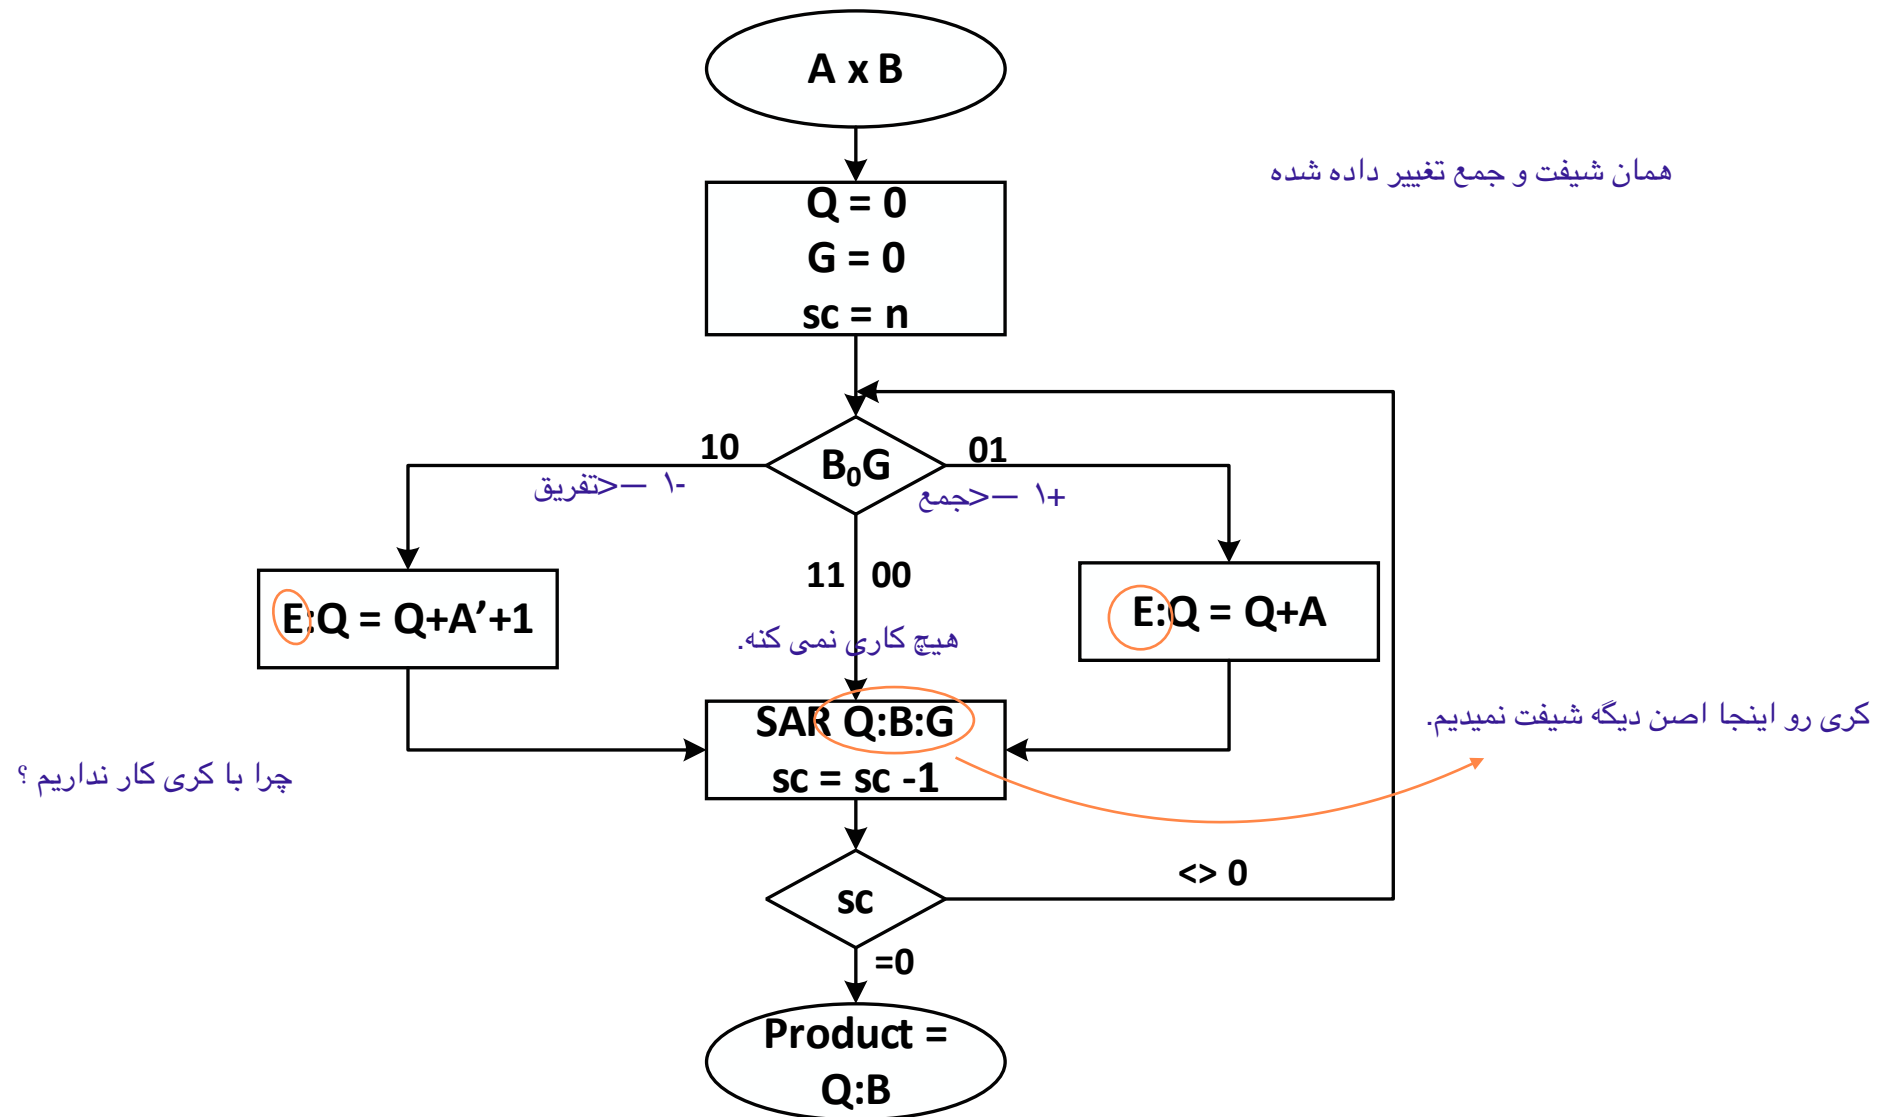 A x B
همان شیفت و جمع تغییر داده شده
Q = 0
G = 0
sc = n
10
B₀G
01
-۱ —>تفریق
+۱ —>جمع
11
00
E:Q = Q+A’+1
E:Q = Q+A
هیچ کاری نمی کنه.
SAR Q:B:G
کری رو اینجا اصن دیگه شیفت نمیدیم.
sc = sc -1
چرا با کری کار نداریم ؟
<> 0
sc
=0
Product =
Q:B